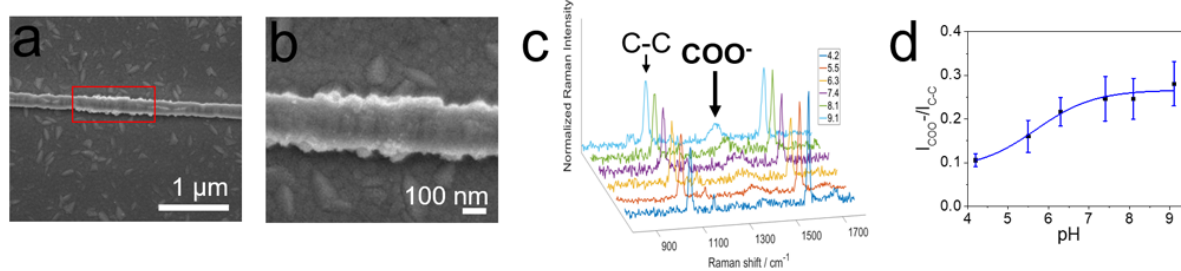 a
1 μm
b
100 nm
c
Normalized Raman Intensity
C-C
COO-
4.2
5.5
6.3
7.4
8.1
9.1
900
1100
1300
1500
1700
Raman shift / cm-1
d
ICOO-/IC-C
0.4
0.3
0.2
0.1
0.0
4
5
6
7
8
9
pH